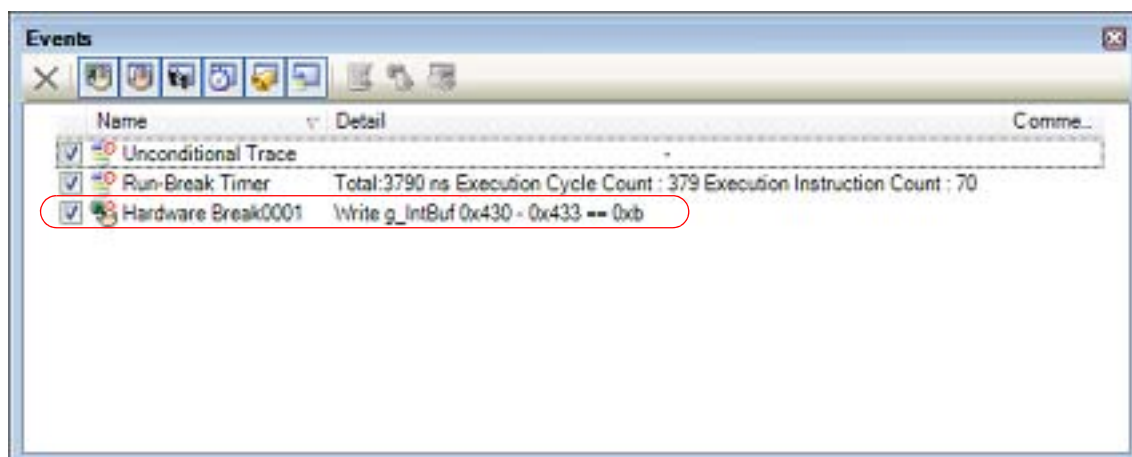 Events
Name Detail Comme...
Unconditional Trace -
Run-Break Timer Total:3790 ns Execution Cycle Count : 379 Execution Instruction Count : 70
Hardware Break0001 Write g_IntBuf 0x430 - 0x433 == 0xb